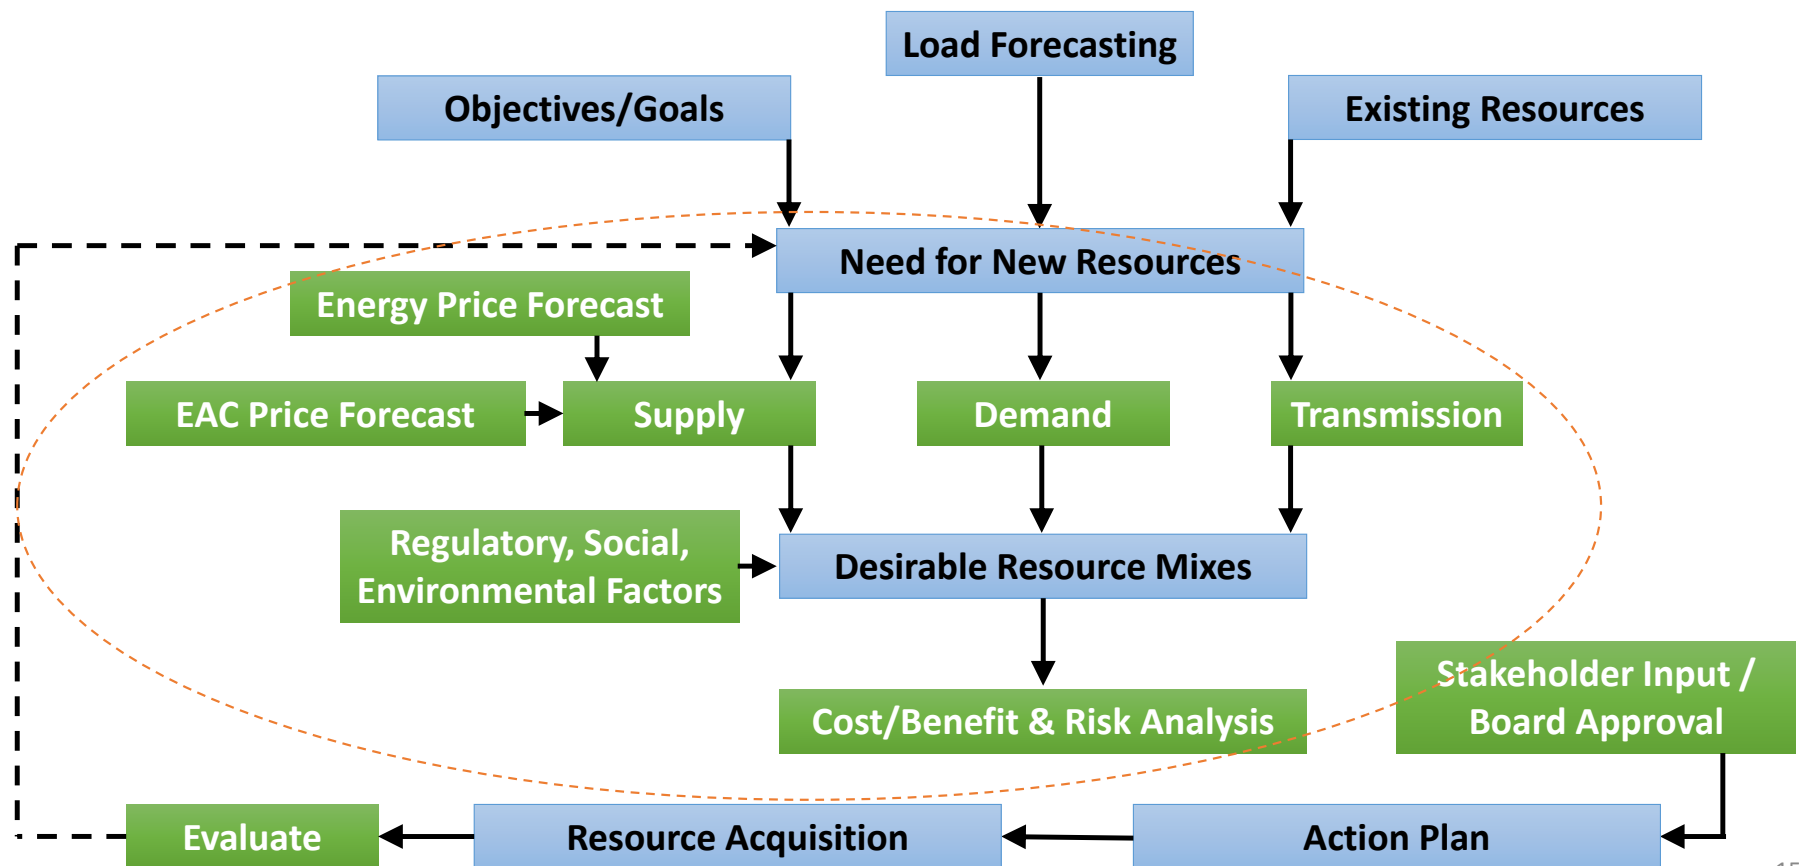 Load Forecasting
Objectives/Goals
Existing Resources
Need for New Resources
Energy Price Forecast
EAC Price Forecast
Supply
Demand
Transmission
Regulatory, Social,
Environmental Factors
Desirable Resource Mixes
Stakeholder Input /
Board Approval
Cost/Benefit & Risk Analysis
Evaluate
Resource Acquisition
Action Plan